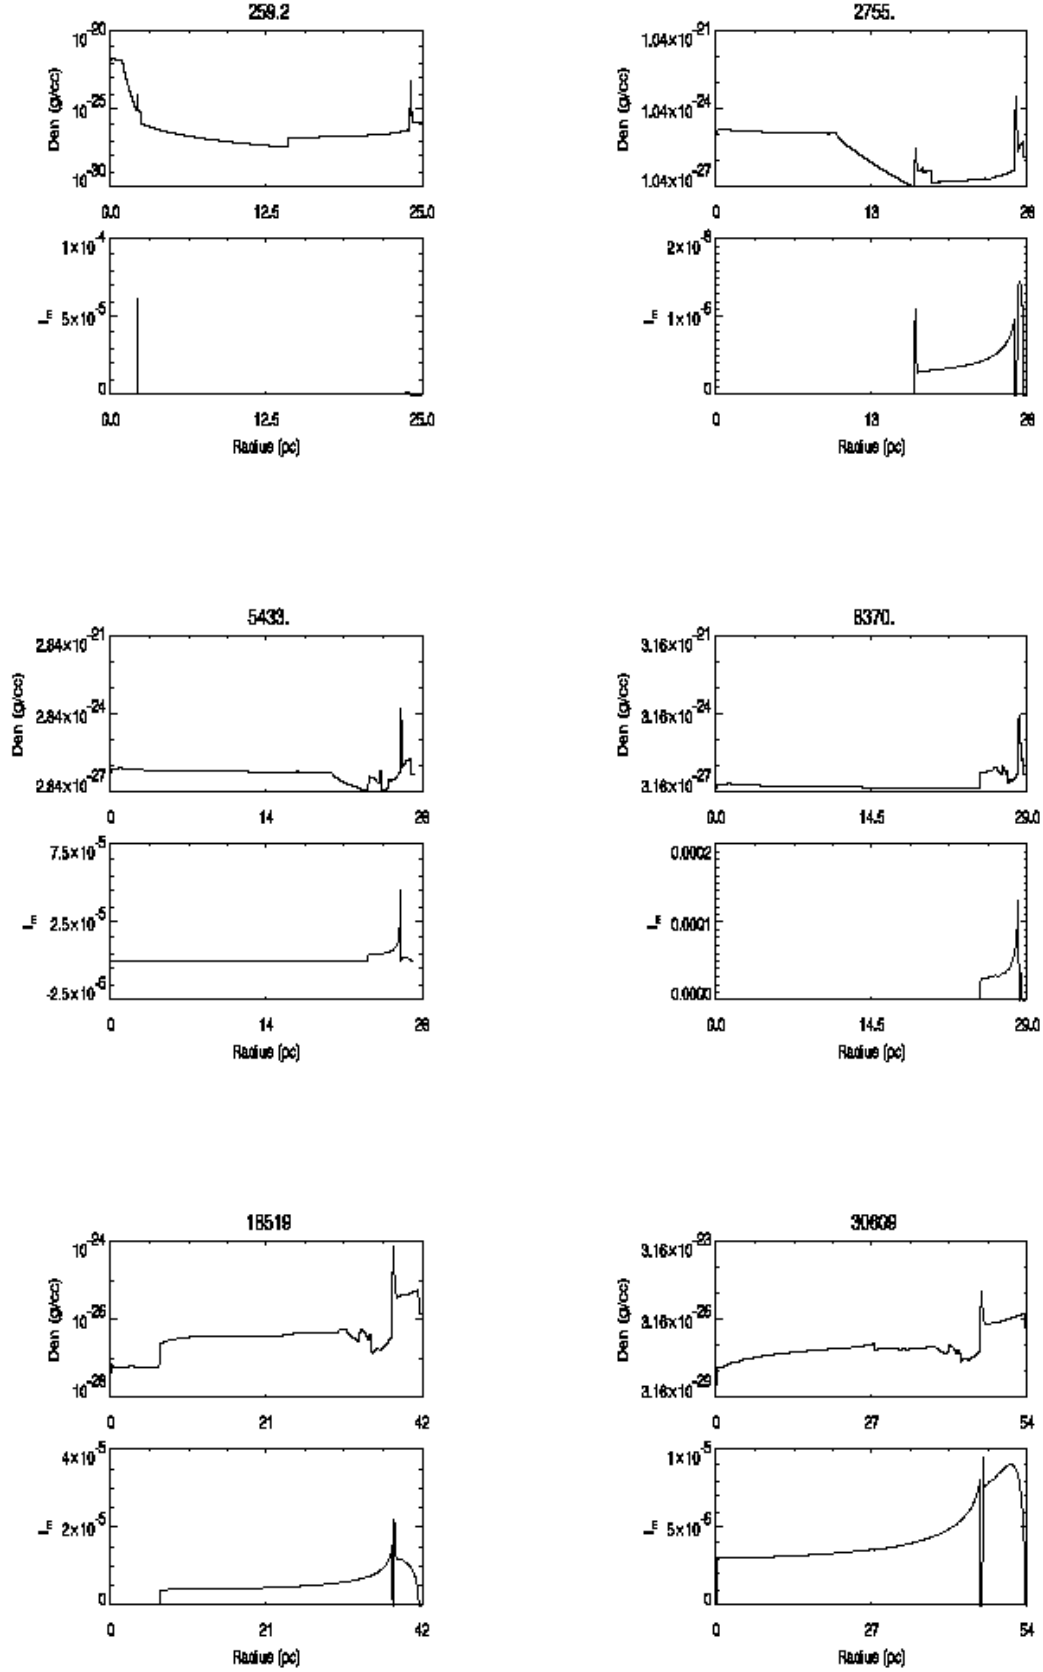 259.2
10^-20
10^-25
10^-30
Den (g/cc)
0.0 12.5 25.0
1×10^-4
5×10^-5
0
I_m
0.0 12.5 25.0
Radius (pc)
2755.
1.04×10^-21
1.04×10^-24
1.04×10^-27
Den (g/cc)
0 13 26
1×10^-6
0
I_m
0 13 26
Radius (pc)
5433.
2.84×10^-21
2.84×10^-24
2.84×10^-27
Den (g/cc)
0 14 28
7.5×10^-5
2.5×10^-5
-2.5×10^-5
I_m
0 14 28
Radius (pc)
8370.
3.16×10^-21
3.16×10^-24
3.16×10^-27
Den (g/cc)
0.0 14.5 29.0
0.0002
0.0001
0.0000
I_m
0.0 14.5 29.0
Radius (pc)
18519
10^-24
10^-26
10^-28
Den (g/cc)
0 21 42
4×10^-5
2×10^-5
0
I_m
0 21 42
Radius (pc)
3.16×10^-23
3.16×10^-29
Den (g/cc)
0 27 54
1×10^-5
5×10^-6
0
I_m
0 27 54
Radius (pc)